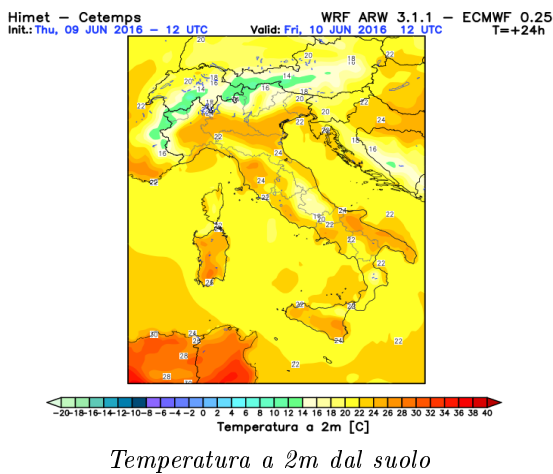 Himet – Cetemps WRF ARW 3.1.1 – ECMWF 0.25
Init.: Thu, 09 JUN 2016 – 12 UTC Valid: Fri, 10 JUN 2016 12 UTC T=+24h
-20-18-16-14-12-10-8 -6 -4 -2 0 2 4 6 8 10 12 14 16 18 20 22 24 26 28 30 32 34 36 38 40
Temperatura a 2m [C]
Temperatura a 2m dal suolo